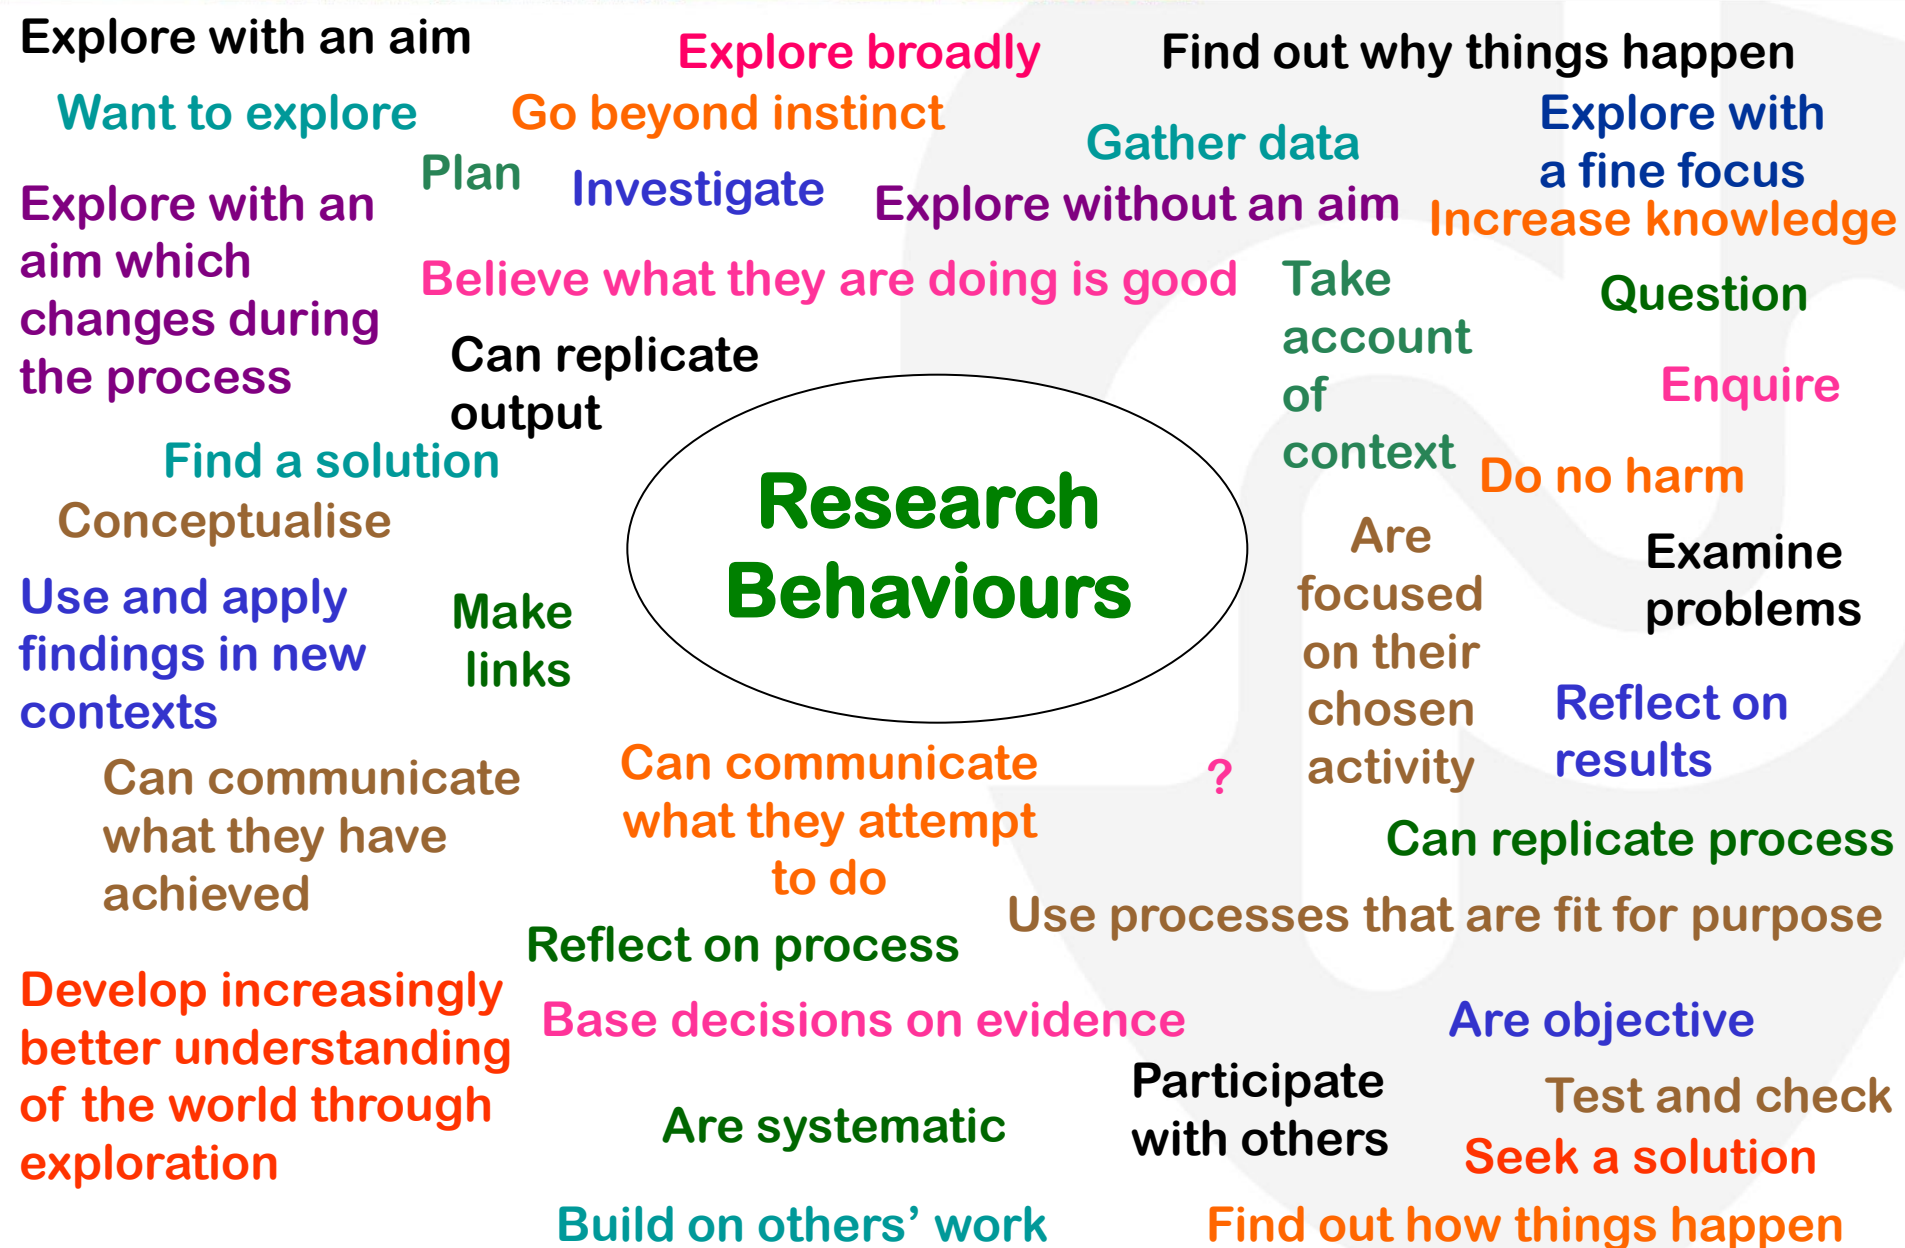 Explore with an aim
Explore broadly
Find out why things happen
Want to explore
Go beyond instinct
Gather data
Explore with
a fine focus
Plan
Investigate
Explore without an aim
Increase knowledge
Explore with an
aim which
changes during
the process
Believe what they are doing is good
Take
account
of
context
Question
Can replicate
output
Enquire
Find a solution
Do no harm
Conceptualise
Research
Behaviours
Are
focused
on their
chosen
activity
Examine
problems
Use and apply
findings in new
contexts
Make
links
Reflect on
results
Can communicate
what they have
achieved
Can communicate
what they attempt
to do
?
Can replicate process
Use processes that are fit for purpose
Reflect on process
Develop increasingly
better understanding
of the world through
exploration
Base decisions on evidence
Are objective
Participate
with others
Test and check
Are systematic
Seek a solution
Build on others’ work
Find out how things happen